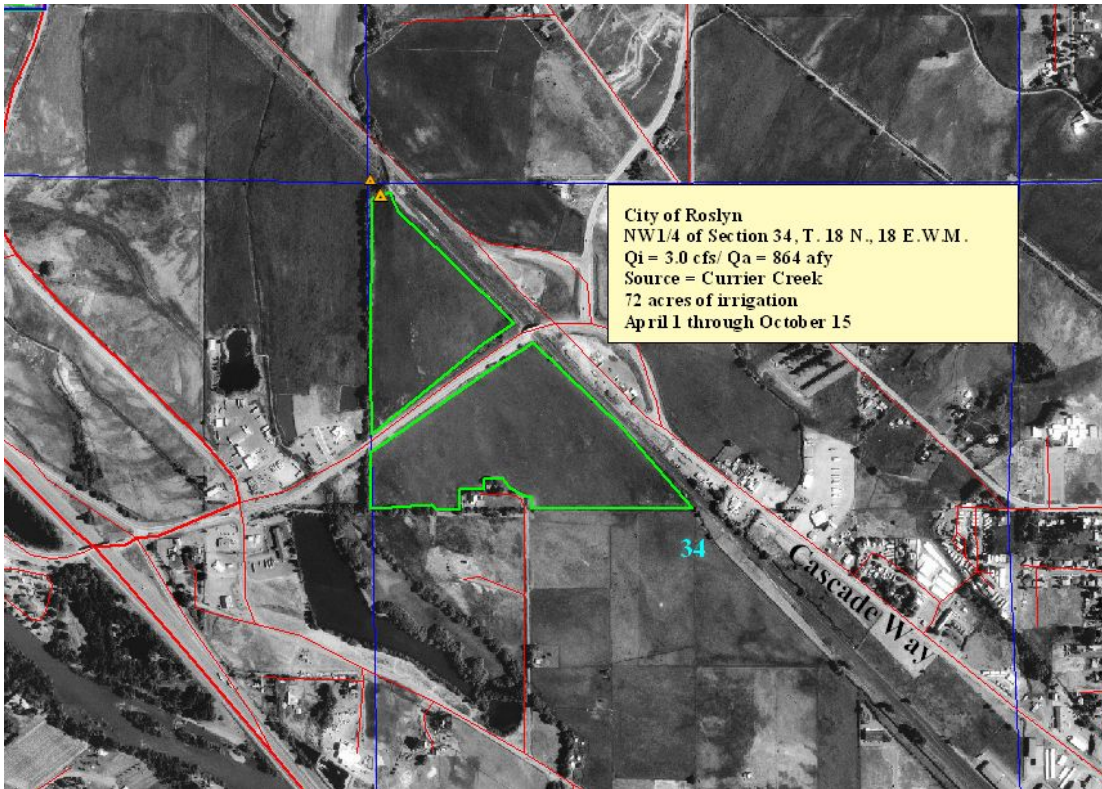 City of Roslyn
NW1/4 of Section 34, T. 18 N., 18 E.W.M.
Qi = 3.0 cfs/ Qa = 864 afy
Source = Currier Creek
72 acres of irrigation
April 1 through October 15
34
Cascade Way